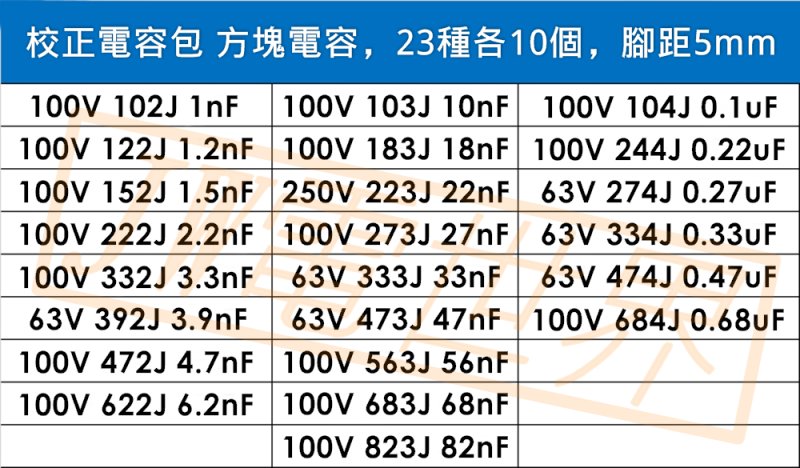 校正電容包 方塊電容，23種各10個，腳距5mm
100V 102J 1nF 100V 103J 10nF 100V 104J 0.1uF
100V 122J 1.2nF 100V 183J 18nF 100V 244J 0.22uF
100V 152J 1.5nF 250V 223J 22nF 63V 274J 0.27uF
100V 222J 2.2nF 100V 273J 27nF 63V 334J 0.33uF
100V 332J 3.3nF 63V 333J 33nF 63V 474J 0.47uF
63V 392J 3.9nF 63V 473J 47nF 100V 684J 0.68uF
100V 472J 4.7nF 100V 563J 56nF
100V 622J 6.2nF 100V 683J 68nF
100V 823J 82nF